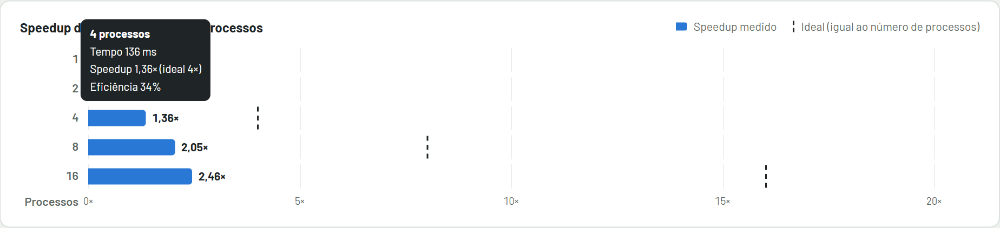 Speedup d rocessos
Speedup medido
Ideal (igual ao número de processos)
4 processos
Tempo 136 ms
Speedup 1,36× (ideal 4×)
Eficiência 34%
1
2
4 1,36×
8 2,05×
16 2,46×
Processos 0× 5× 10× 15× 20×